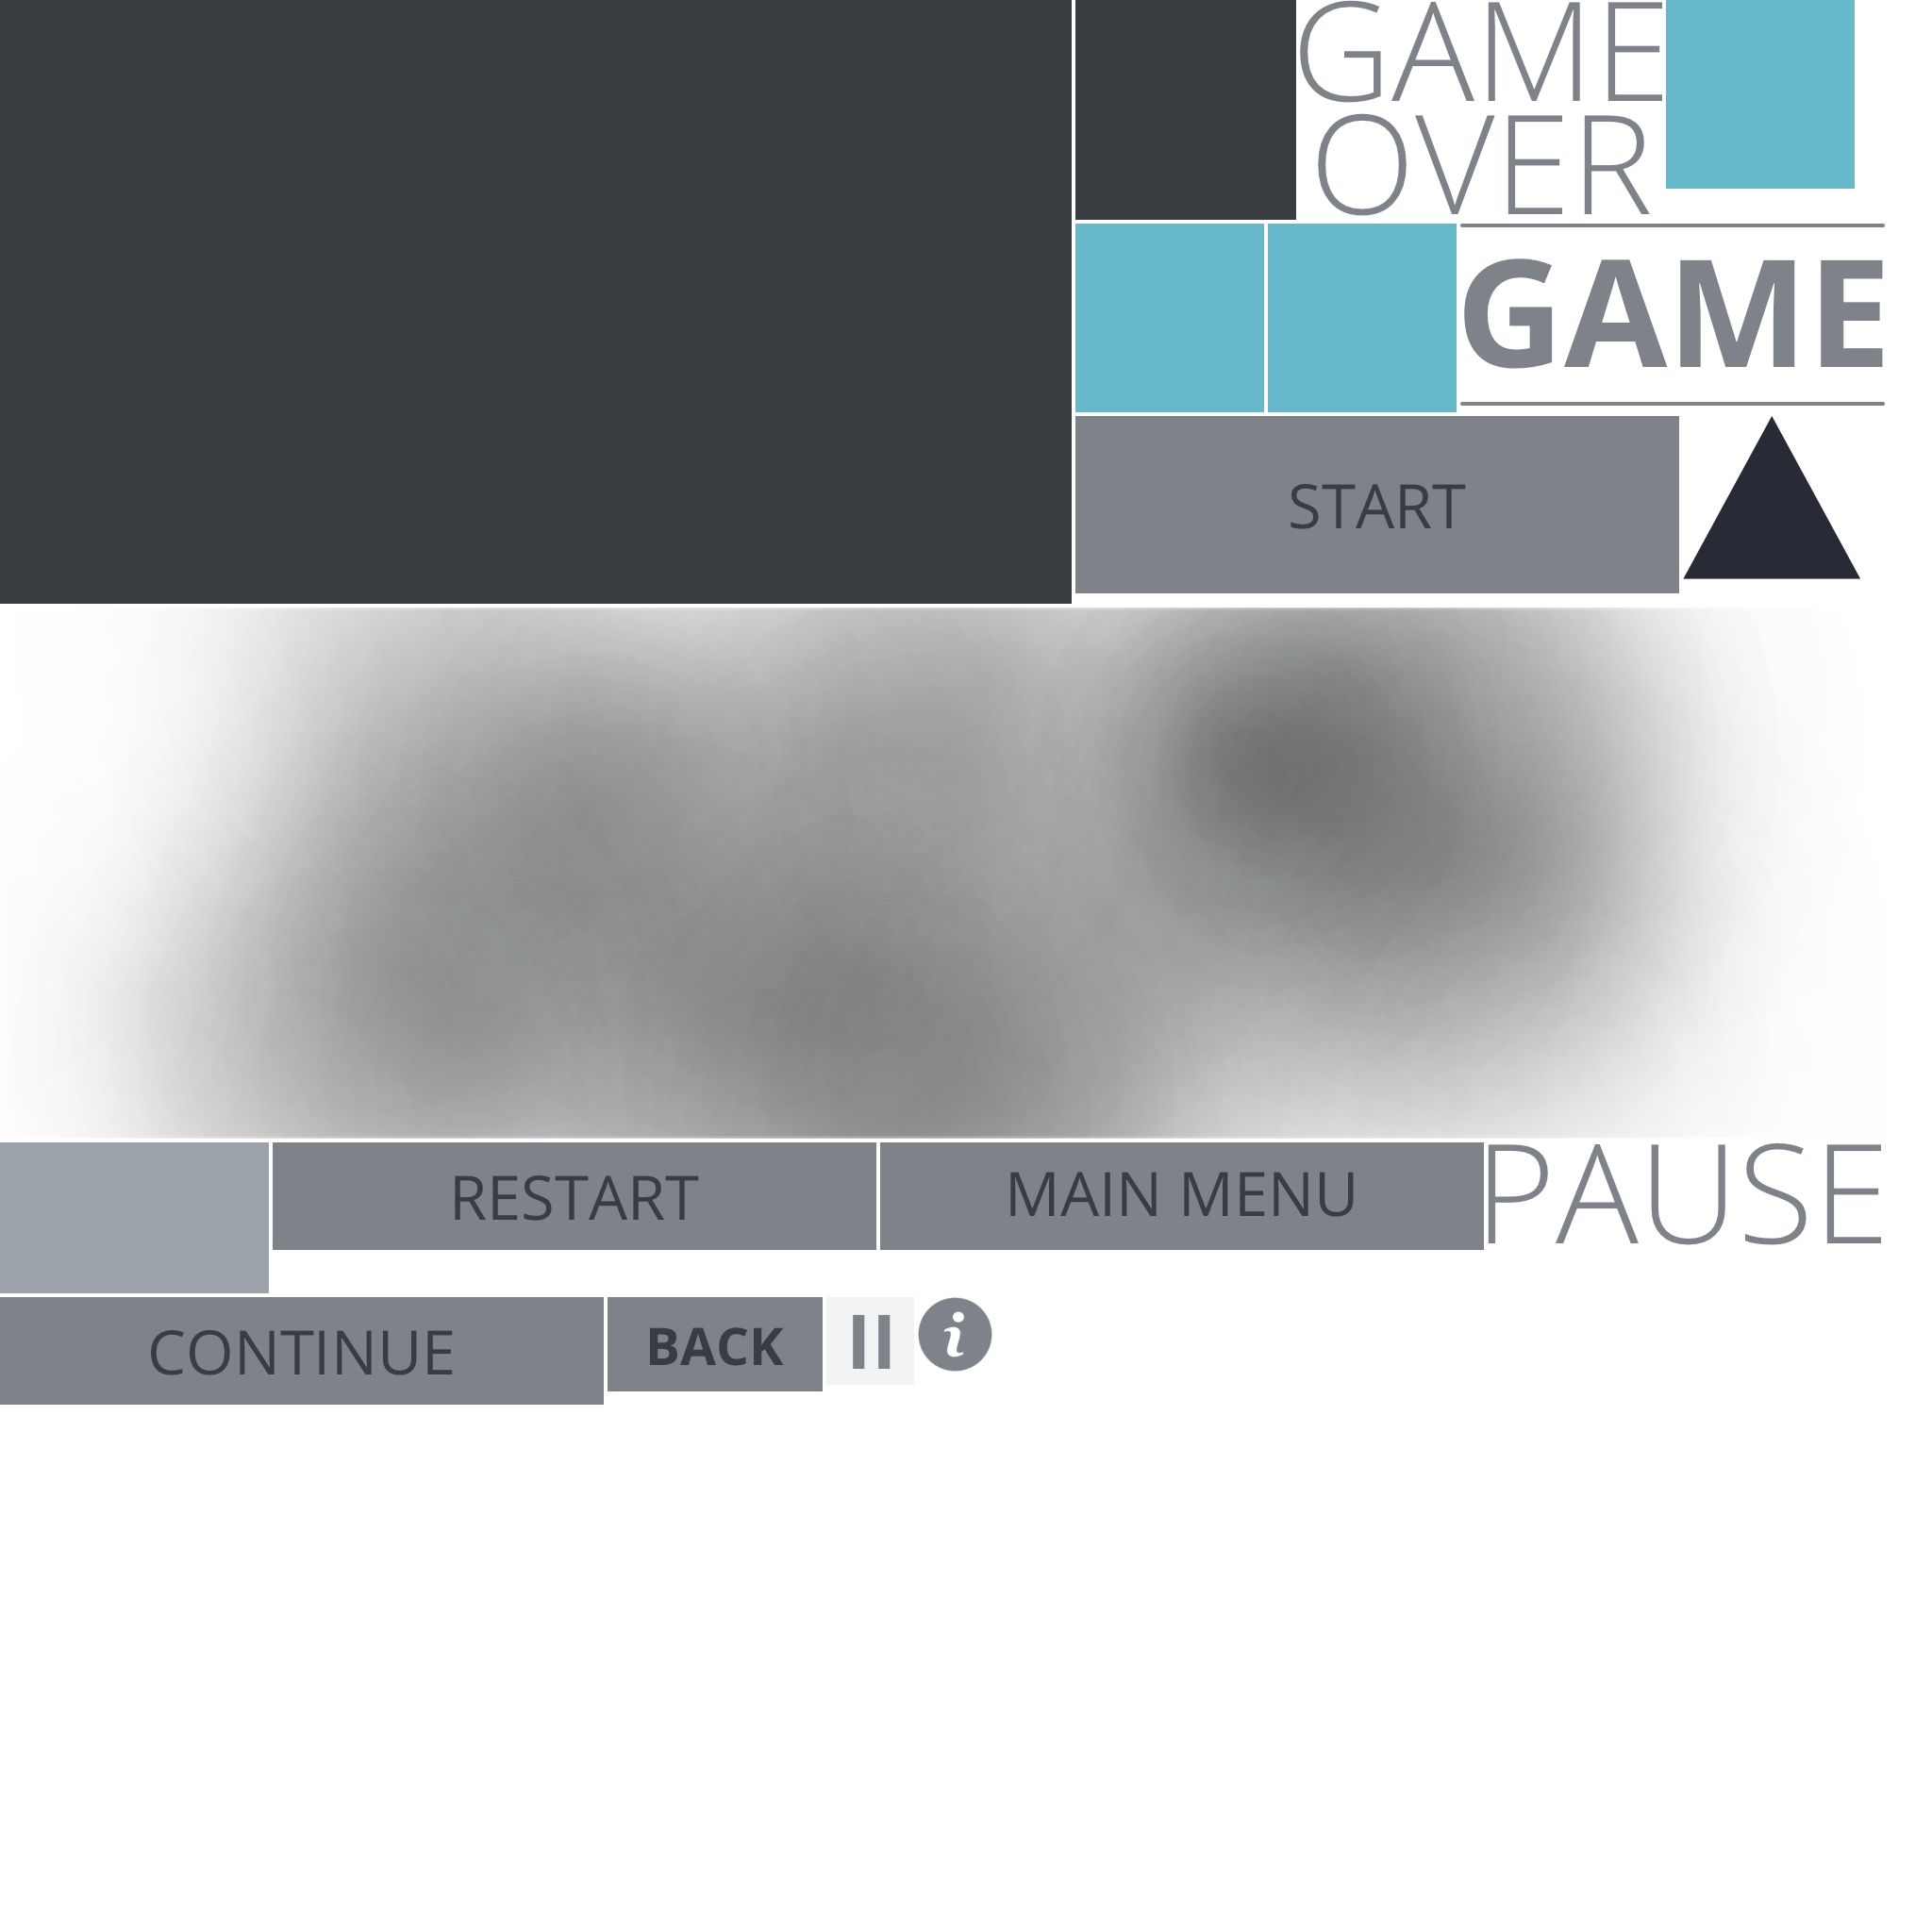 GAME
OVER
GAME
START
RESTART
MAIN MENU
PAUSE
CONTINUE
BACK
i